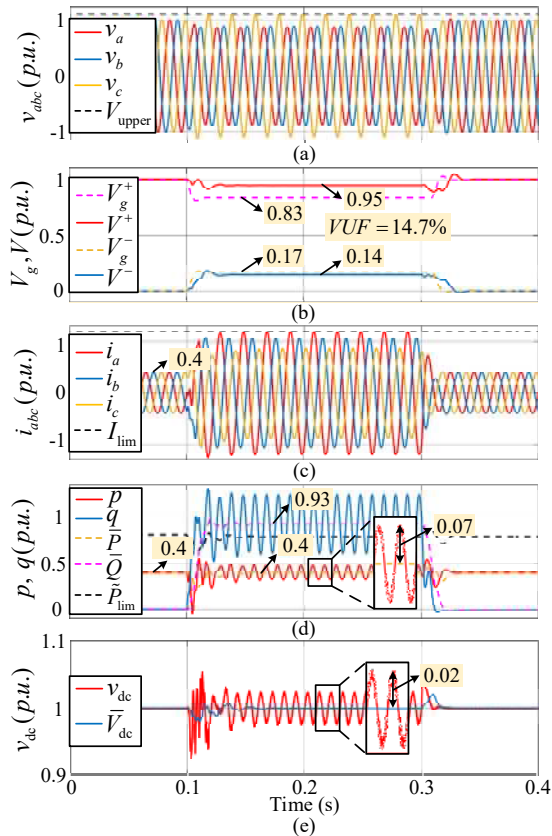 v_abc (p.u.)
1
0
-1
v_a
v_b
v_c
V_upper
(a)
V_g, V (p.u.)
1
0.5
0
V_g^+
V^+
V_g^-
V^-
0.83
0.95
VUF = 14.7%
0.17
0.14
(b)
i_abc (p.u.)
1
0
-1
i_a
i_b
i_c
I_lim
0.4
(c)
p, q (p.u.)
1
0.5
0
p
q
P̄
Q̄
P̃_lim
0.4
0.93
0.4
0.07
(d)
v_dc (p.u.)
1.1
1
0.9
v_dc
V̄_dc
0.02
0 0.1 0.2 0.3 0.4
Time (s)
(e)